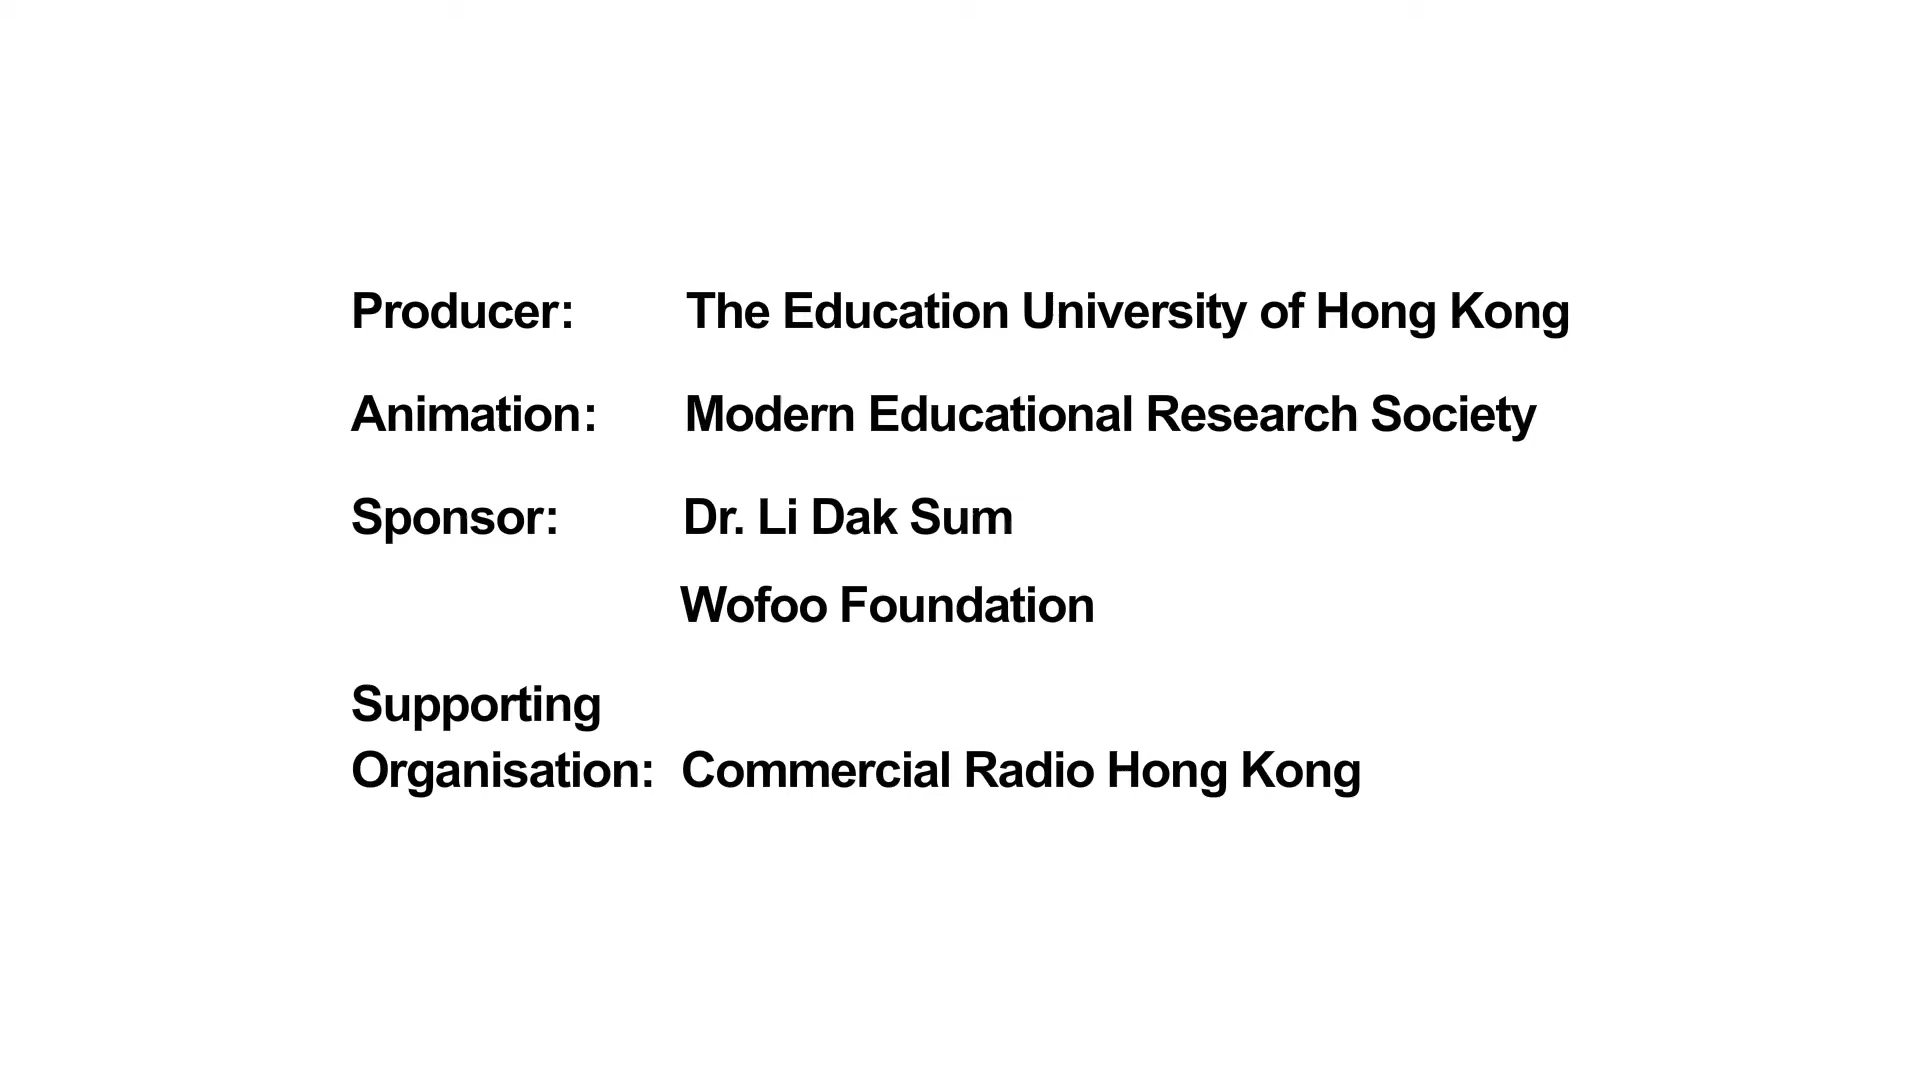 Producer: The Education University of Hong Kong
Animation: Modern Educational Research Society
Sponsor: Dr. Li Dak Sum
Wofoo Foundation
Supporting
Organisation: Commercial Radio Hong Kong